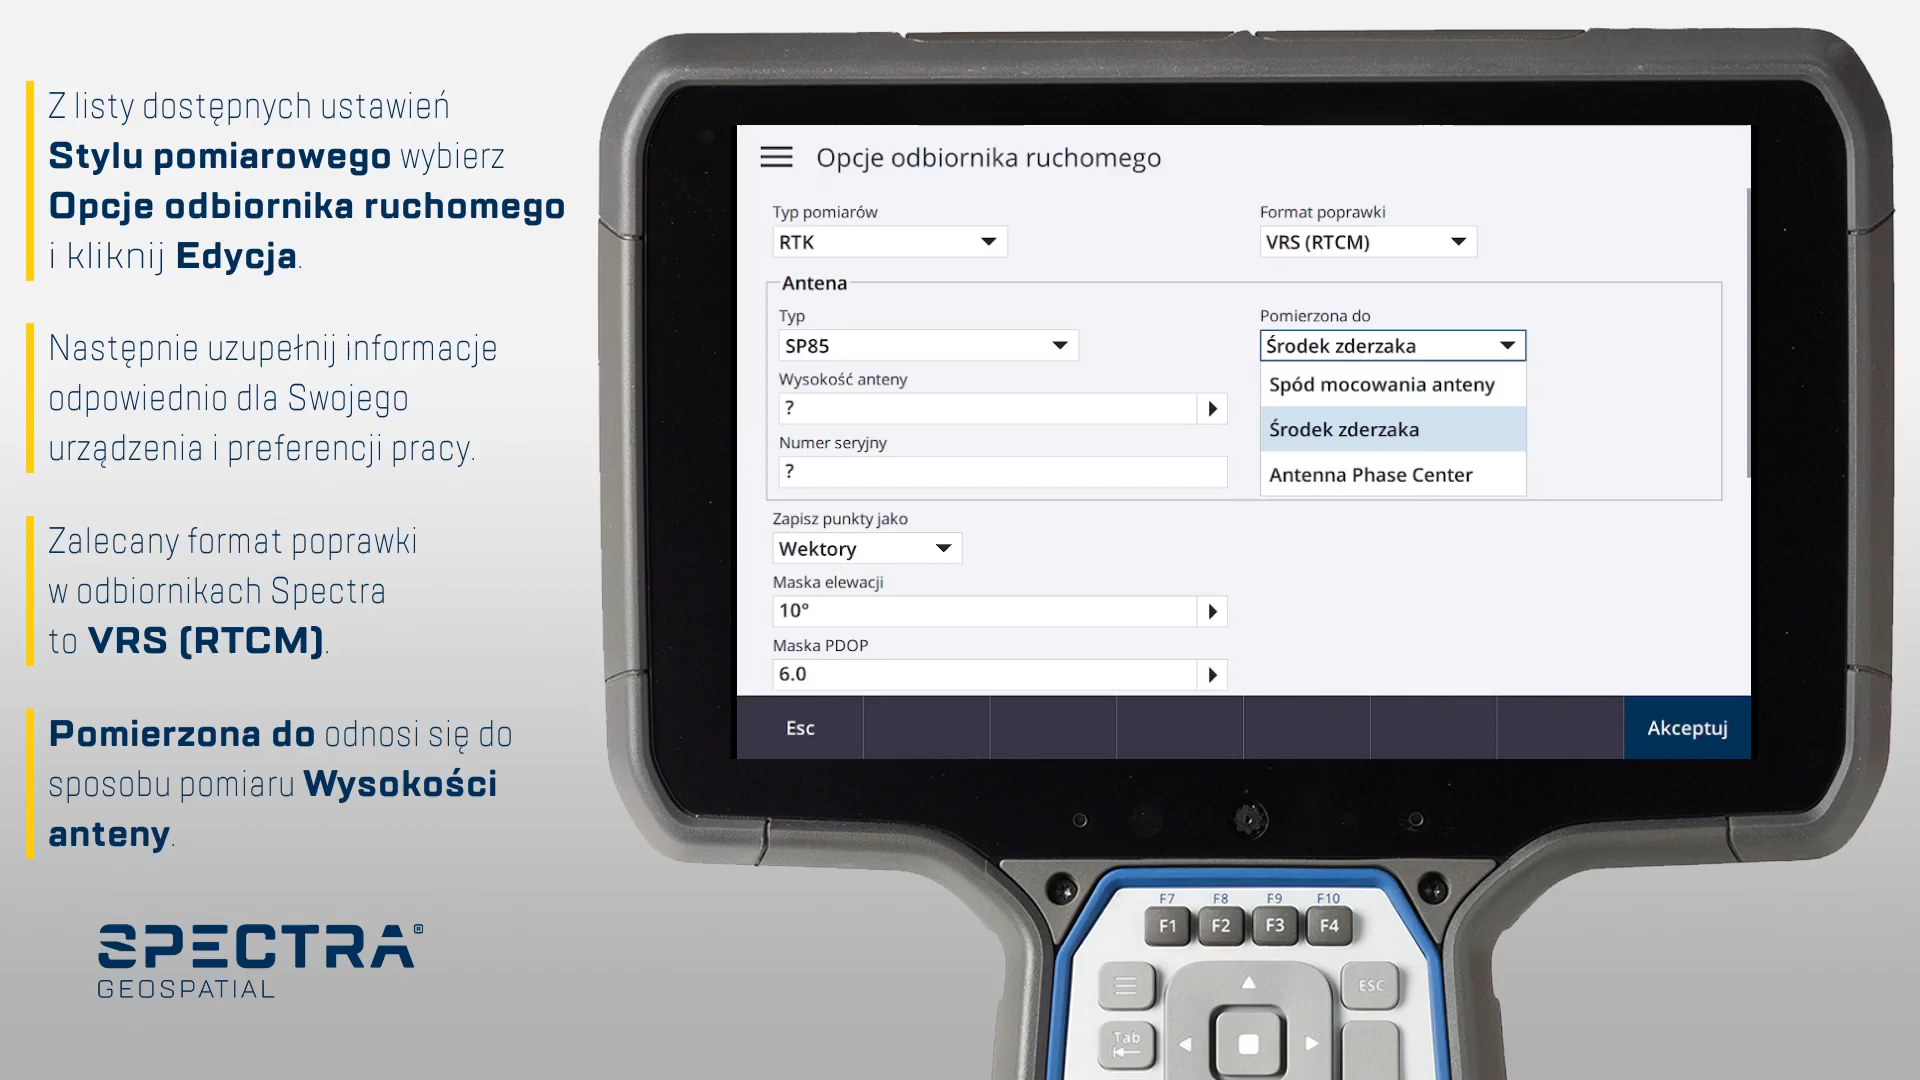 Z listy dostępnych ustawień
Stylu pomiarowego wybierz
Opcje odbiornika ruchomego
i kliknij Edycja.
Następnie uzupełnij informacje
odpowiednio dla Swojego
urządzenia i preferencji pracy.
Zalecany format poprawki
w odbiornikach Spectra
to VRS (RTCM).
Pomierzona do odnosi się do
sposobu pomiaru Wysokości
anteny.
SPECTRA®
GEOSPATIAL
Opcje odbiornika ruchomego
Typ pomiarów
RTK
Format poprawki
VRS (RTCM)
Antena
Typ
SP85
Pomierzona do
Środek zderzaka
Spód mocowania anteny
Środek zderzaka
Antenna Phase Center
Wysokość anteny
?
Numer seryjny
?
Zapisz punkty jako
Wektory
Maska elewacji
10°
Maska PDOP
6.0
Esc
Akceptuj
F7 F8 F9 F10
F1 F2 F3 F4
ESC
Tab